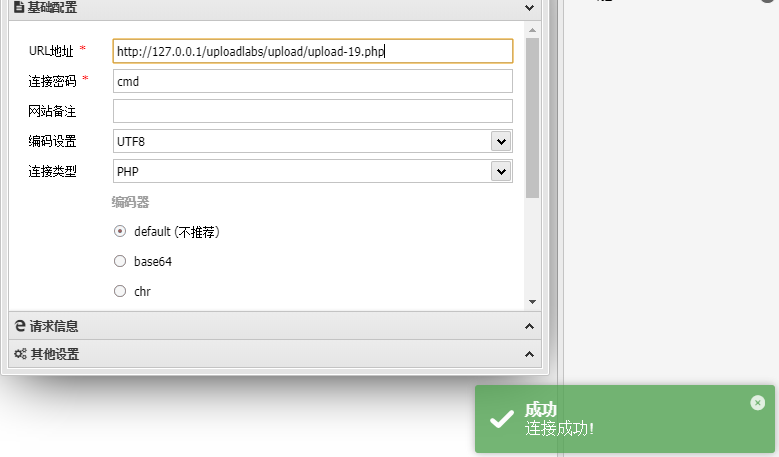 基础配置
URL地址 *
http://127.0.0.1/uploadlabs/upload/upload-19.php
连接密码 *
cmd
网站备注
编码设置
UTF8
连接类型
PHP
编码器
default (不推荐)
base64
chr
请求信息
其他设置
成功
连接成功!